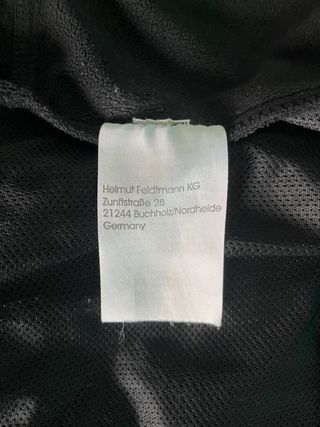 Helmut Feldtmann KG
Zunftstraße 28
21244 Buchholz/Nordheide
Germany